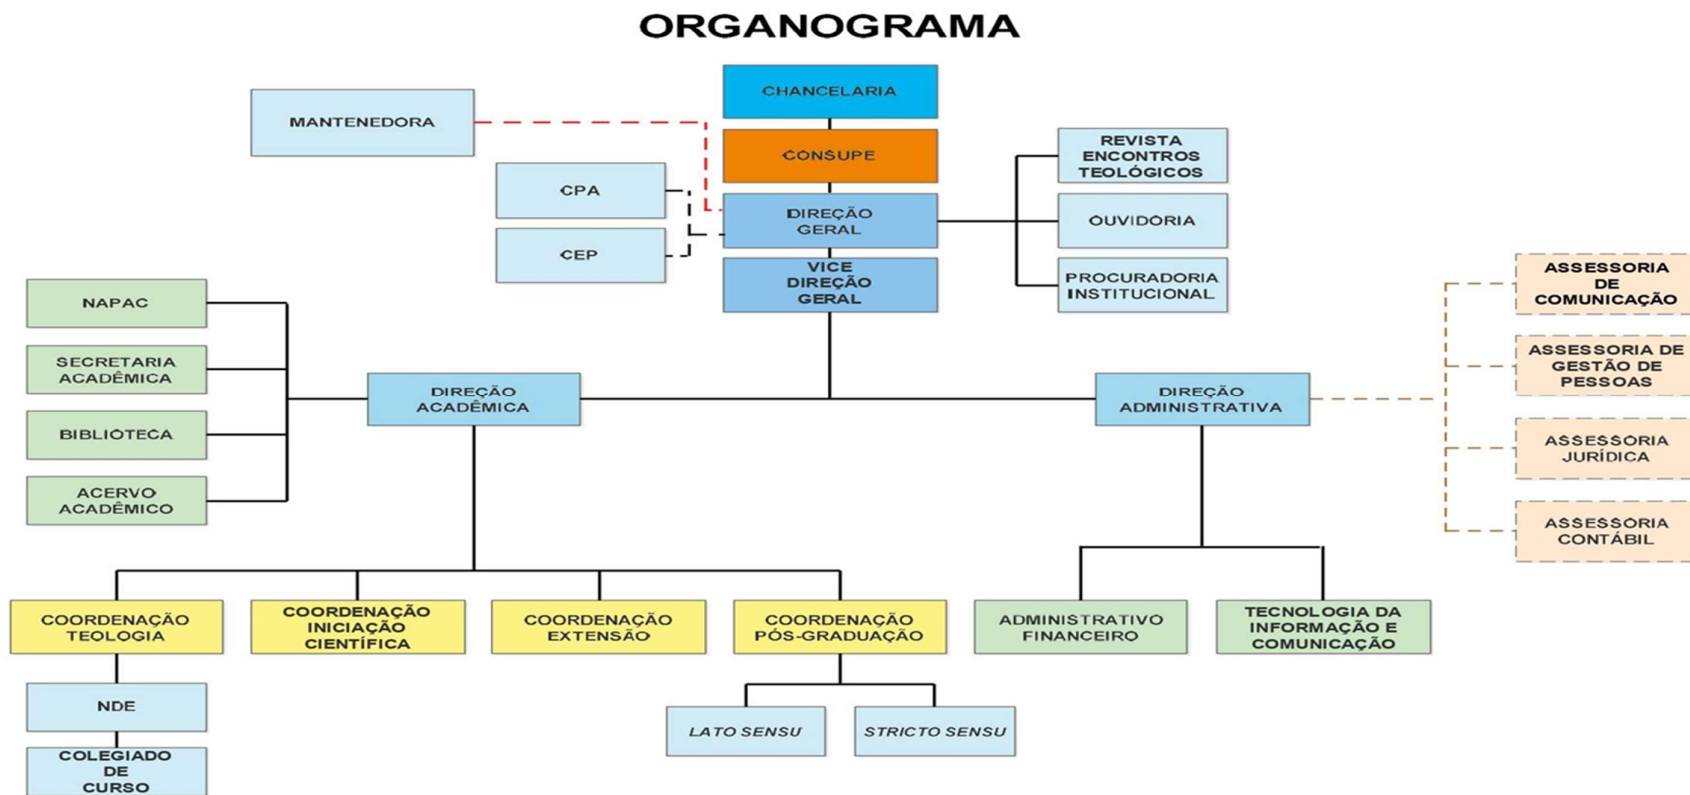 ORGANOGRAMA
CHANCELARIA
MANTENEDORA
CONSUPE
REVISTA
ENCONTROS
TEOLÓGICOS
CPA
DIREÇÃO
GERAL
OUVIDORIA
CEP
VICE
DIREÇÃO
GERAL
PROCURADORIA
INSTITUCIONAL
ASSESSORIA
DE
COMUNICAÇÃO
NAPAC
SECRETARIA
ACADÊMICA
ASSESSORIA DE
GESTÃO DE
PESSOAS
DIREÇÃO
ACADÊMICA
DIREÇÃO
ADMINISTRATIVA
BIBLIOTECA
ASSESSORIA
JURÍDICA
ACERVO
ACADÊMICO
ASSESSORIA
CONTÁBIL
COORDENAÇÃO
TEOLOGIA
COORDENAÇÃO
INICIAÇÃO
CIENTÍFICA
COORDENAÇÃO
EXTENSÃO
COORDENAÇÃO
PÓS-GRADUAÇÃO
ADMINISTRATIVO
FINANCEIRO
TECNOLOGIA DA
INFORMAÇÃO E
COMUNICAÇÃO
NDE
LATO SENSU
STRICTO SENSU
COLEGIADO
DE
CURSO